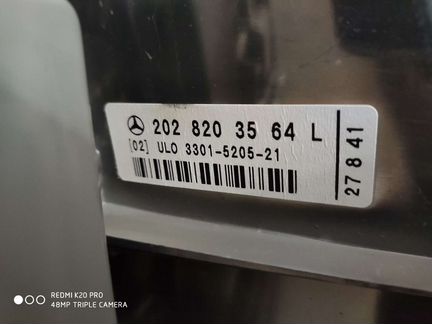 202 820 35 64 L
[02] ULO 3301-5205-21
27841
REDMI K20 PRO
48MP TRIPLE CAMERA